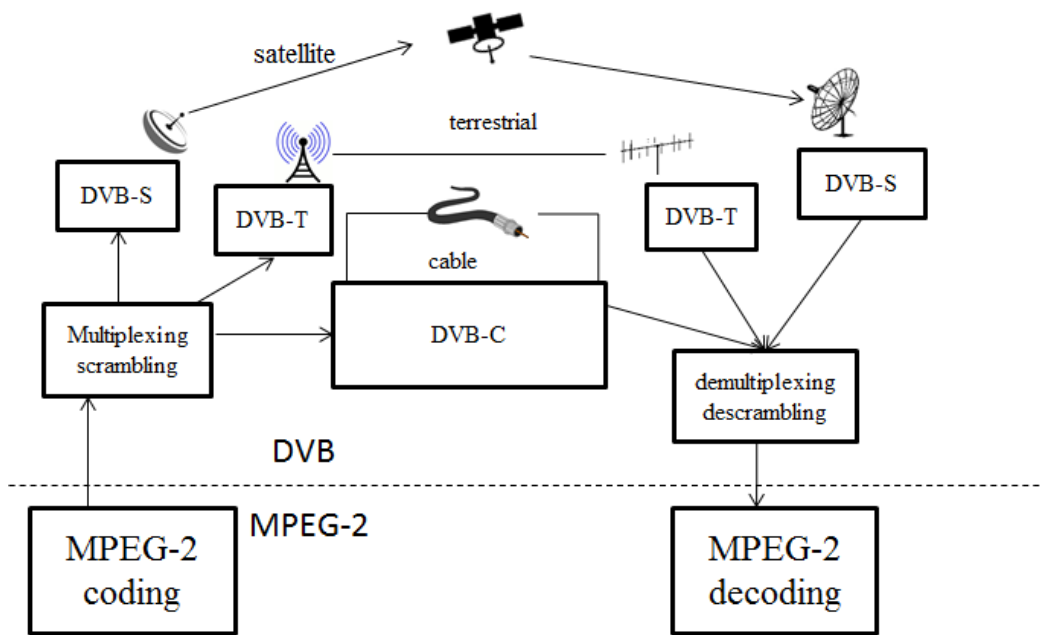 satellite
terrestrial
DVB-S
DVB-T
DVB-T
DVB-S
cable
Multiplexing
scrambling
DVB-C
demultiplexing
descrambling
DVB
MPEG-2
MPEG-2
coding
MPEG-2
decoding